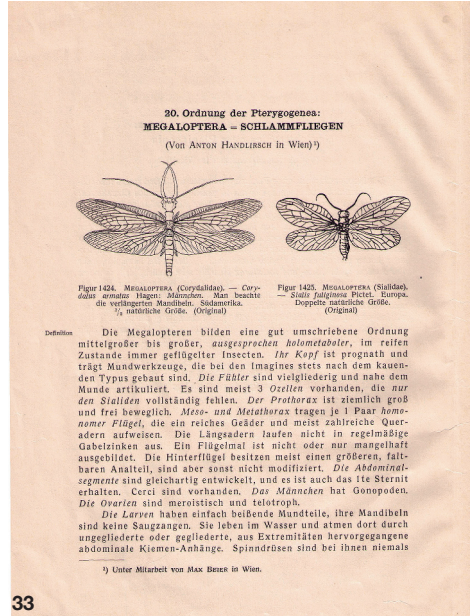 20. Ordnung der Pterygogenea:
MEGALOPTERA = SCHLAMMFLIEGEN
(Von ANTON HANDLIRSCH in Wien) ¹)
Figur 1424. MEGALOPTERA (Corydalidae). — Cory-
dalus armatus Hagen: Männchen. Man beachte
die verlängerten Mandibeln. Südamerika.
natürliche Größe. (Original)
Figur 1425. MEGALOPTERA (Sialidae).
— Sialis fuliginosa Pictet. Europa.
Doppelte natürliche Größe.
(Original)
Definition
Die Megalopteren bilden eine gut umschriebene Ordnung
mittelgroßer bis großer, ausgesprochen holometaboler, im reifen
Zustande immer geflügelter Insecten. Ihr Kopf ist prognath und
trägt Mundwerkzeuge, die bei den Imagines stets nach dem kauen-
den Typus gebaut sind. Die Fühler sind vielgliederig und nahe dem
Munde artikuliert. Es sind meist 3 Ozellen vorhanden, die nur
den Sialiden vollständig fehlen. Der Prothorax ist ziemlich groß
und frei beweglich. Meso- und Metathorax tragen je 1 Paar homo-
nomer Flügel, die ein reiches Geäder und meist zahlreiche Quer-
adern aufweisen. Die Längsadern laufen nicht in regelmäßige
Gabelzinken aus. Ein Flügelmal ist nicht oder nur mangelhaft
ausgebildet. Die Hinterflügel besitzen meist einen größeren, falt-
baren Analteil, sind aber sonst nicht modifiziert. Die Abdominal-
segmente sind gleichartig entwickelt, und es ist auch das 1te Sternit
erhalten. Cerci sind vorhanden. Das Männchen hat Gonopoden.
Die Ovarien sind meroistisch und telotroph.
Die Larven haben einfach beißende Mundteile, ihre Mandibeln
sind keine Saugzangen. Sie leben im Wasser und atmen dort durch
ungegliederte oder gegliederte, aus Extremitäten hervorgegangene
abdominale Kiemen-Anhänge. Spinndrüsen sind bei ihnen niemals
¹) Unter Mitarbeit von MAX BEIER in Wien.
33